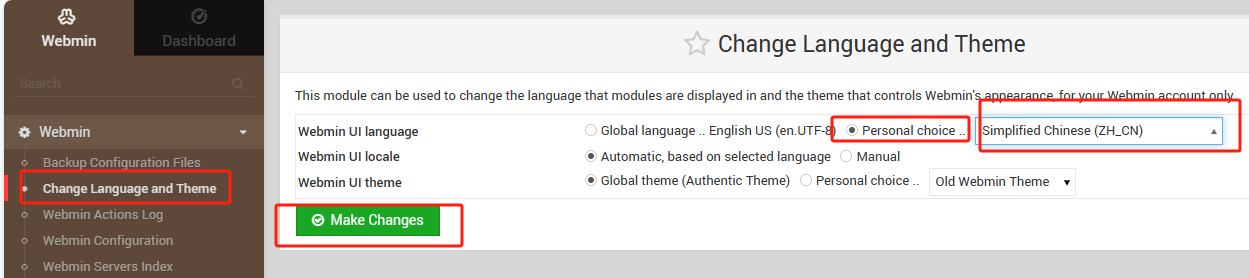 Webmin
Dashboard
Search
Webmin
Backup Configuration Files
Change Language and Theme
Webmin Actions Log
Webmin Configuration
Webmin Servers Index
Change Language and Theme
This module can be used to change the language that modules are displayed in and the theme that controls Webmin's appearance, for your Webmin account only.
Webmin UI language Global language .. English US (en.UTF-8) Personal choice .. Simplified Chinese (ZH_CN)
Webmin UI locale Automatic, based on selected language Manual
Webmin UI theme Global theme (Authentic Theme) Personal choice .. Old Webmin Theme
Make Changes